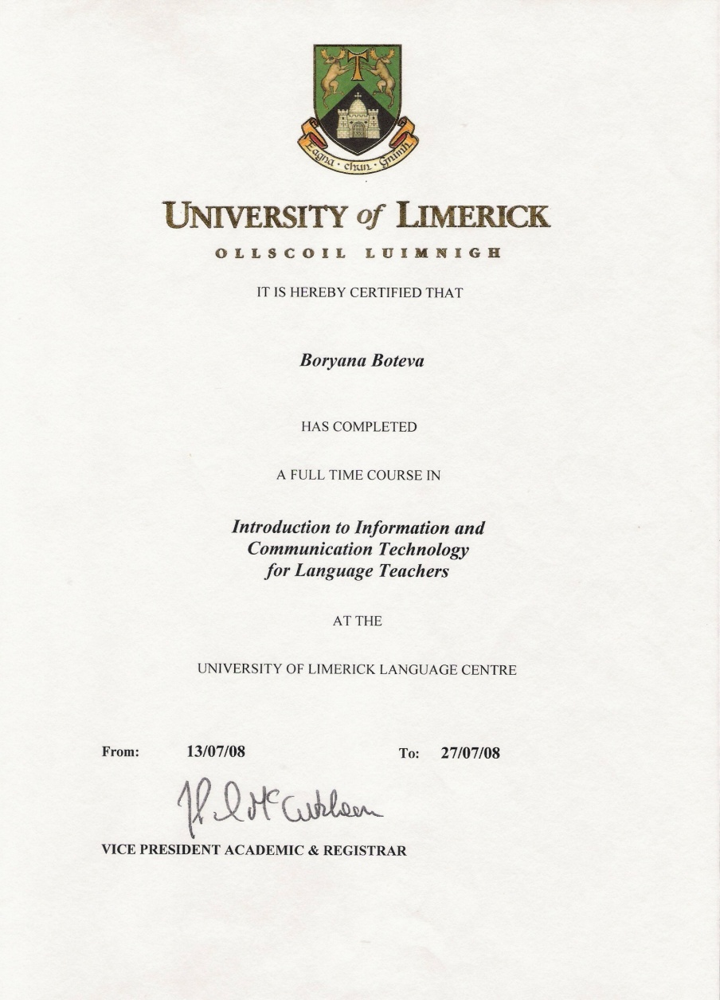 Eagna · chun · Gnímh
UNIVERSITY of LIMERICK
OLLSCOIL LUIMNIGH
IT IS HEREBY CERTIFIED THAT
Boryana Boteva
HAS COMPLETED
A FULL TIME COURSE IN
Introduction to Information and
Communication Technology
for Language Teachers
AT THE
UNIVERSITY OF LIMERICK LANGUAGE CENTRE
From: 13/07/08 To: 27/07/08
VICE PRESIDENT ACADEMIC & REGISTRAR